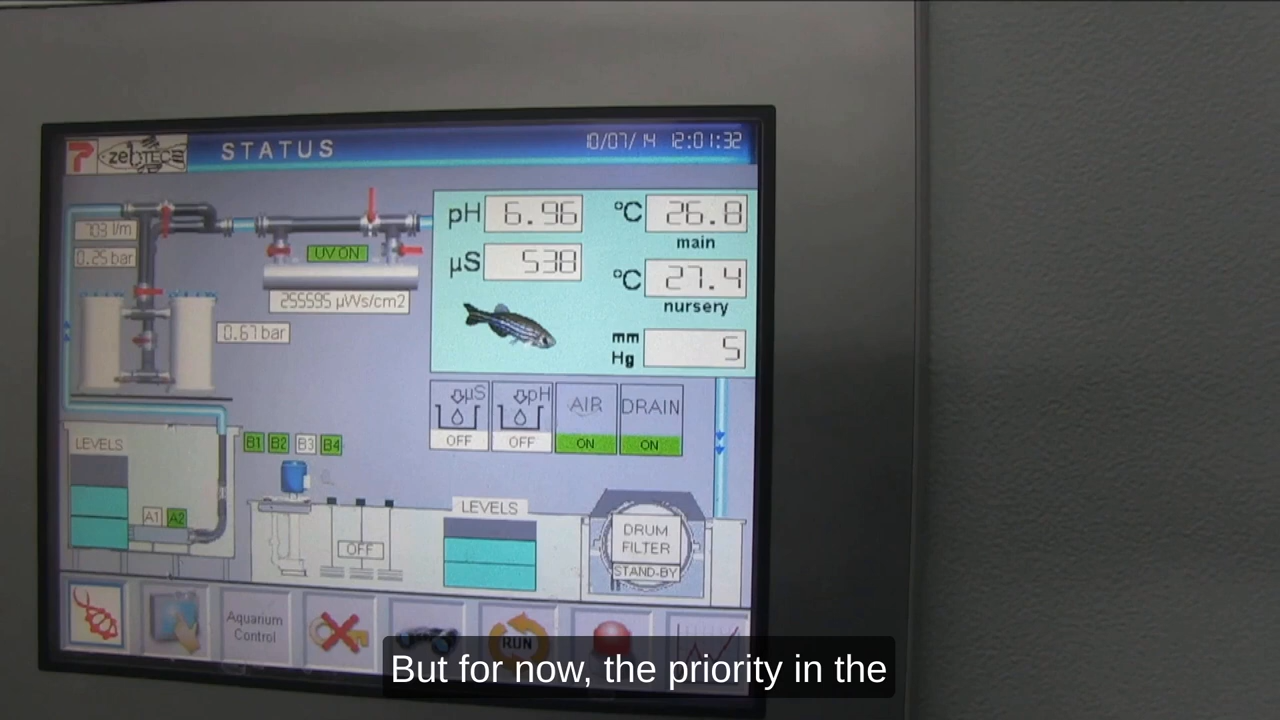 zebTEC
STATUS
10/07/14 12:01:32
703 l/m
0.25 bar
UV ON
255595 µWs/cm2
0.67 bar
pH 6.96
µS 538
°C 26.8
main
°C 27.4
nursery
mm
Hg 5
µS
OFF
pH
OFF
AIR
ON
DRAIN
ON
LEVELS
B1 B2 B3 B4
A1 A2
OFF
LEVELS
DRUM
FILTER
STAND-BY
Aquarium
Control
RUN
But for now, the priority in the